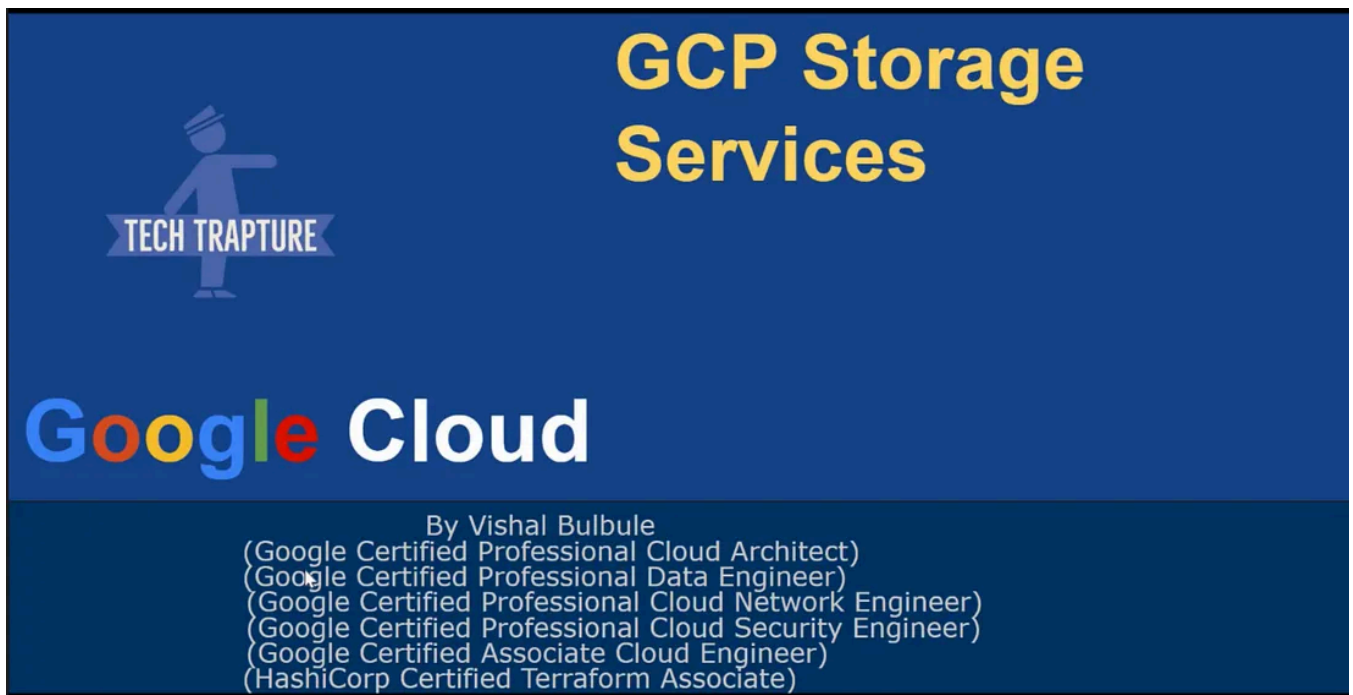 GCP Storage
Services
TECH TRAPTURE
Google Cloud
By Vishal Bulbule
(Google Certified Professional Cloud Architect)
(Google Certified Professional Data Engineer)
(Google Certified Professional Cloud Network Engineer)
(Google Certified Professional Cloud Security Engineer)
(Google Certified Associate Cloud Engineer)
(HashiCorp Certified Terraform Associate)